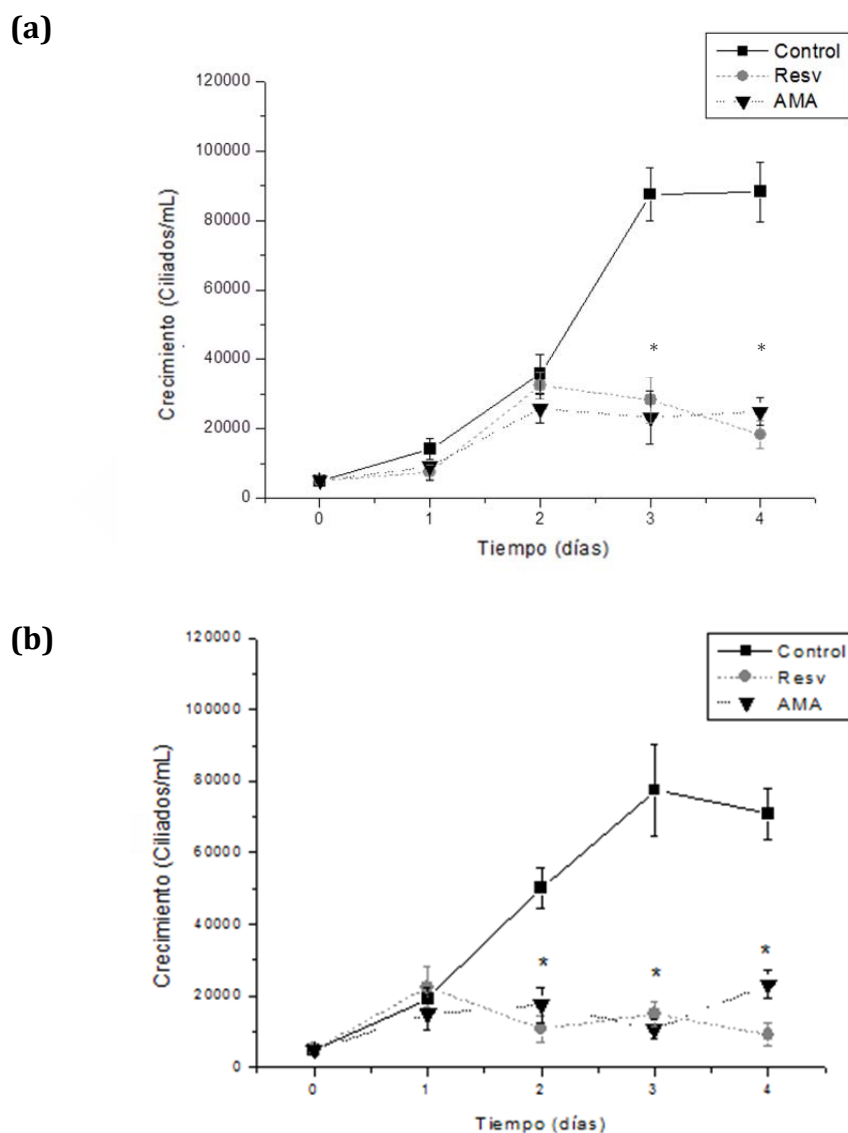 (a)
Control
Resv
AMA
120000
100000
80000
60000
40000
20000
0
Crecimiento (Ciliados/mL)
* *
0 1 2 3 4
Tiempo (días)
(b)
Control
Resv
AMA
120000
100000
80000
60000
40000
20000
0
Crecimiento (Ciliados/mL)
* * *
0 1 2 3 4
Tiempo (días)